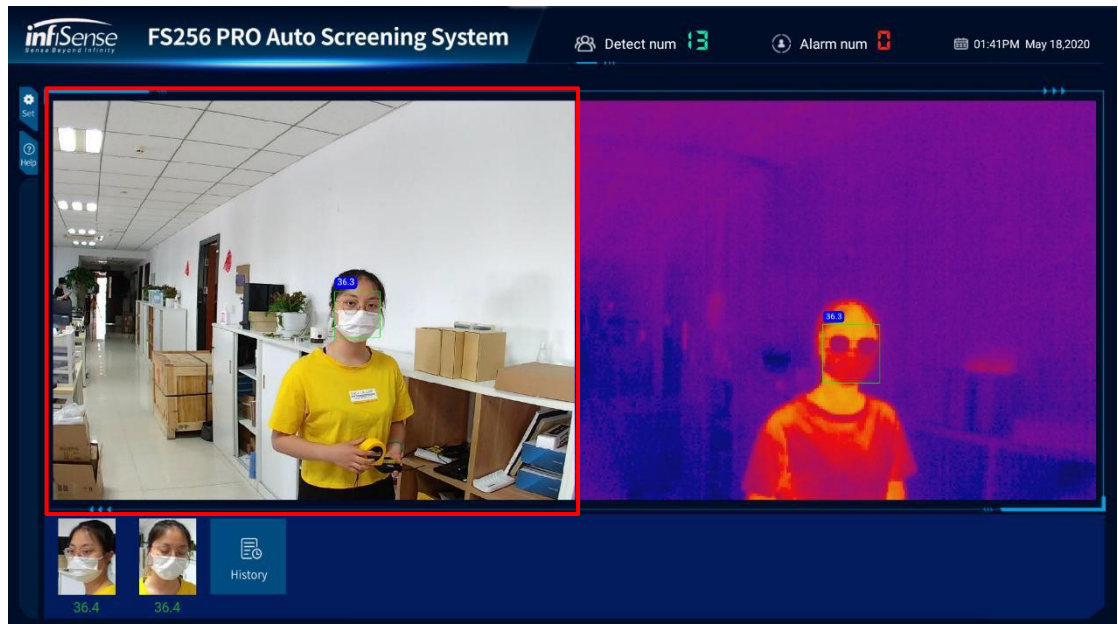 infiSense
Sense Beyond Infinity
FS256 PRO Auto Screening System
Detect num 13
Alarm num 0
01:41PM May 18,2020
Set
Help
36.3
36.3
36.4
36.4
History